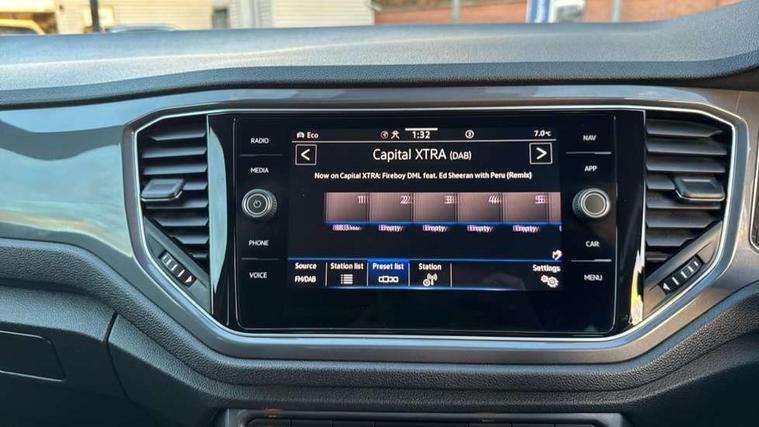 RADIO
MEDIA
PHONE
VOICE
Eco 1:32 7.0°C
Capital XTRA (DAB)
Now on Capital XTRA: Fireboy DML feat. Ed Sheeran with Peru (Remix)
1 2 3 4 5
Empty Empty Empty Empty
Source Station list Preset list Station Settings
FM/DAB
NAV
APP
CAR
MENU